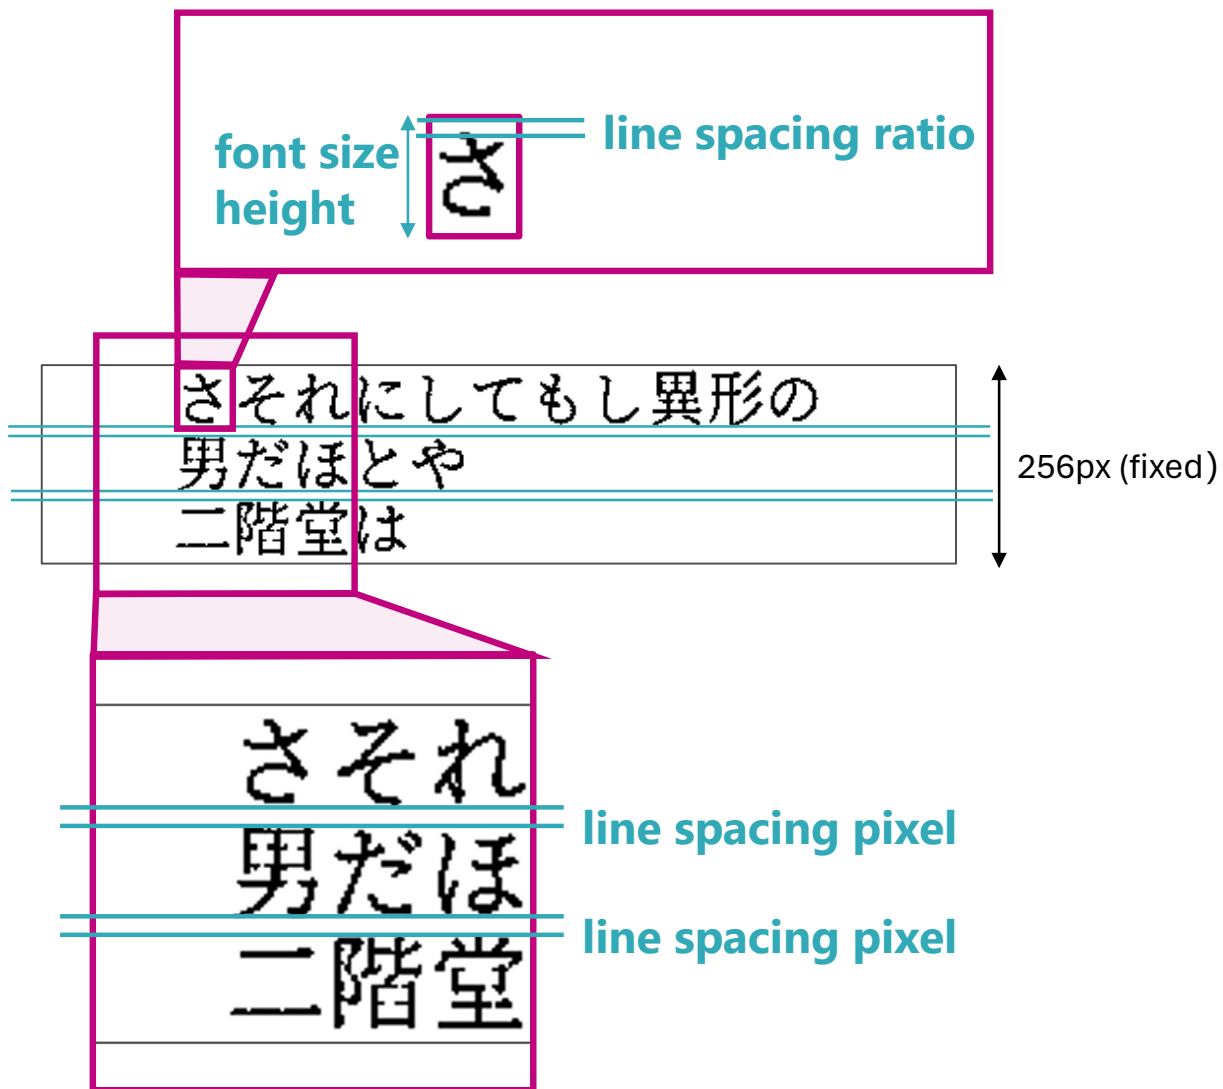 line spacing ratio
font size
height
さ
さそれにしてもし異形の
男だほとや
二階堂は
256px (fixed)
さそれ
男だほ
二階堂
line spacing pixel
line spacing pixel